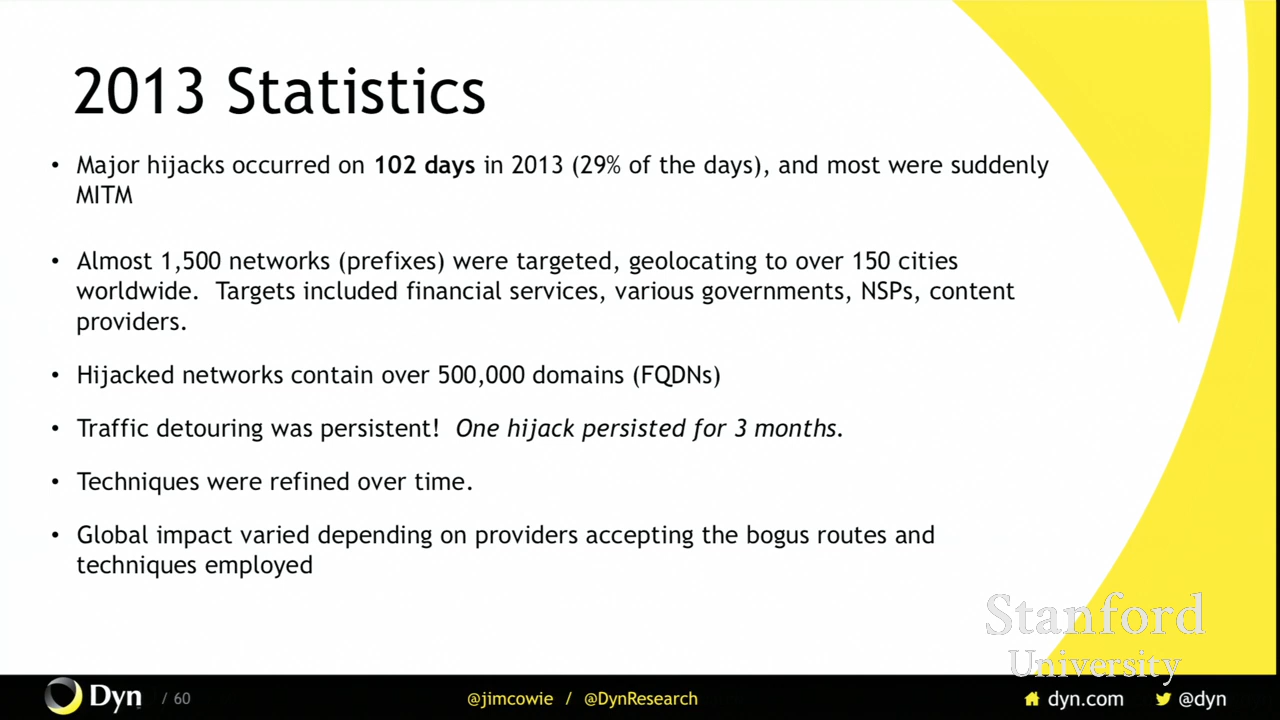 2013 Statistics
• Major hijacks occurred on 102 days in 2013 (29% of the days), and most were suddenly
MITM
• Almost 1,500 networks (prefixes) were targeted, geolocating to over 150 cities
worldwide.  Targets included financial services, various governments, NSPs, content
providers.
• Hijacked networks contain over 500,000 domains (FQDNs)
• Traffic detouring was persistent!  One hijack persisted for 3 months.
• Techniques were refined over time.
• Global impact varied depending on providers accepting the bogus routes and
techniques employed
Stanford
University
Dyn / 60 @jimcowie / @DynResearch dyn.com @dyn